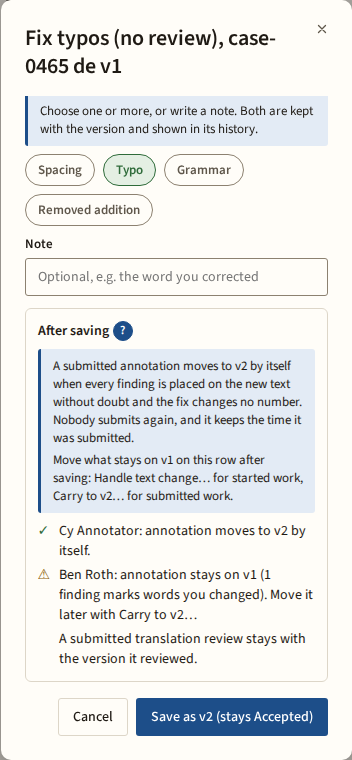 Fix typos (no review), case-
0465 de v1
×
Choose one or more, or write a note. Both are kept
with the version and shown in its history.
Spacing
Typo
Grammar
Removed addition
Note
Optional, e.g. the word you corrected
After saving ?
A submitted annotation moves to v2 by itself
when every finding is placed on the new text
without doubt and the fix changes no number.
Nobody submits again, and it keeps the time it
was submitted.
Move what stays on v1 on this row after
saving: Handle text change… for started work,
Carry to v2… for submitted work.
✓ Cy Annotator: annotation moves to v2 by
itself.
⚠ Ben Roth: annotation stays on v1 (1
finding marks words you changed). Move it
later with Carry to v2…
A submitted translation review stays with
the version it reviewed.
Cancel
Save as v2 (stays Accepted)